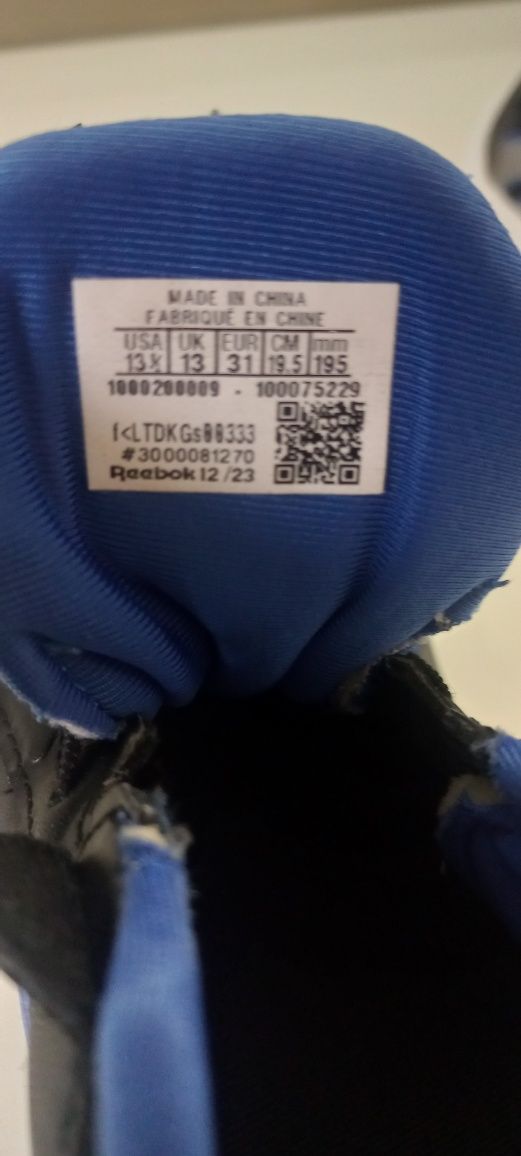 MADE IN CHINA
FABRIQUÉ EN CHINE
USA UK EUR CM mm
13½ 13 31 19.5 195
1000200009 - 100075229
f<LTDKGs00333
#3000081270
Reebok 12/23